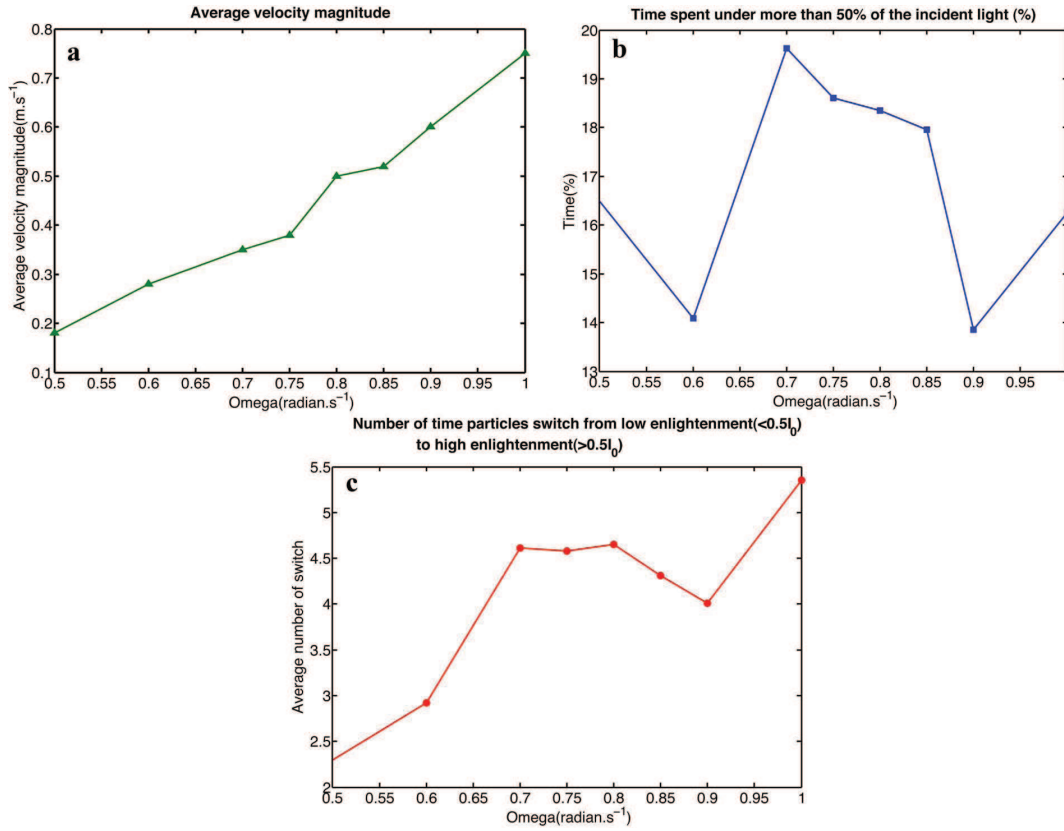 Average velocity magnitude
a
Average velocity magnitude(m.s⁻¹)
0.8
0.7
0.6
0.5
0.4
0.3
0.2
0.1
0.5 0.55 0.6 0.65 0.7 0.75 0.8 0.85 0.9 0.95 1
Omega(radian.s⁻¹)
Time spent under more than 50% of the incident light (%)
b
Time(%)
20
19
18
17
16
15
14
13
0.5 0.55 0.6 0.65 0.7 0.75 0.8 0.85 0.9 0.95
Omega(radian.s⁻¹)
Number of time particles switch from low enlightenment(<0.5I₀)
to high enlightenment(>0.5I₀)
c
Average number of switch
5.5
5
4.5
4
3.5
3
2.5
2
0.5 0.55 0.6 0.65 0.7 0.75 0.8 0.85 0.9 0.95 1
Omega(radian.s⁻¹)